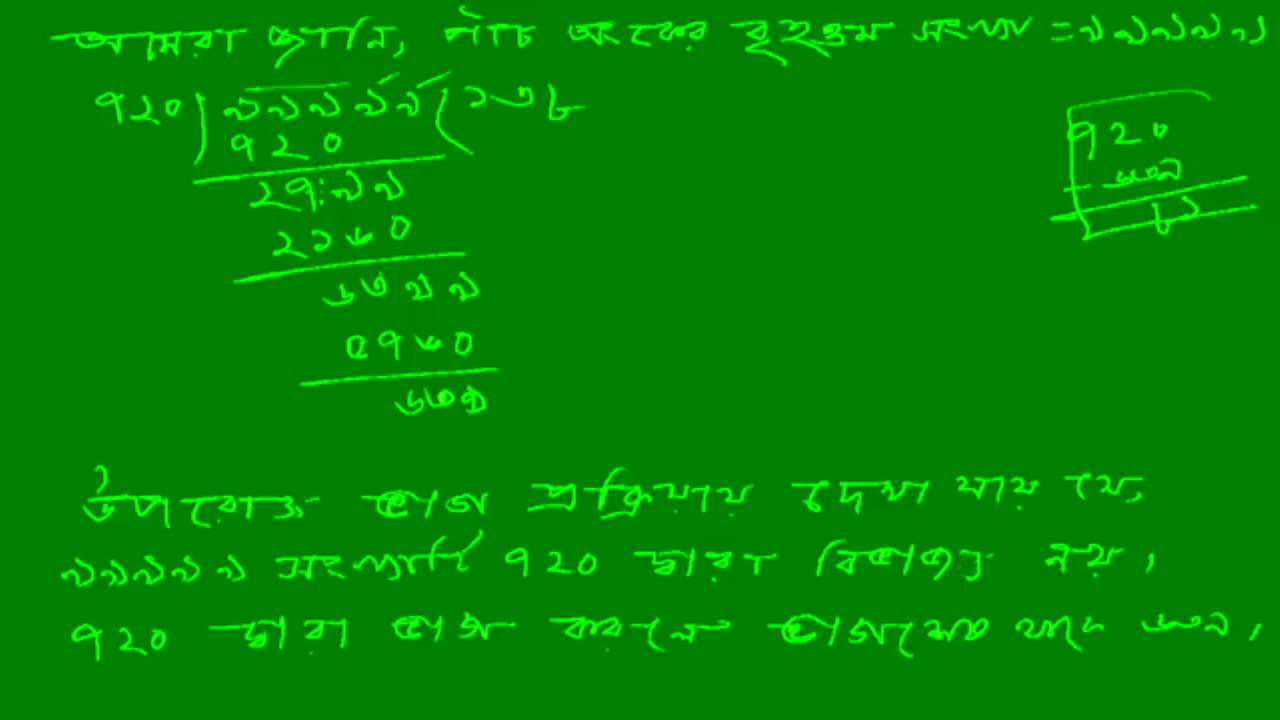 আমরা জানি, পাঁচ অংকের বৃহত্তম সংখ্যা = ৯৯৯৯৯
৭২০ ) ৯৯৯৯৯ ( ১৩৮
৭২০
২৭৯৯
২১৬০
৬৩৯৯
৫৭৬০
৬৩৯
৭২০
- ৬৩৯
৮১
উপরোক্ত ভাগ প্রক্রিয়ায় দেখা যায় যে,
৯৯৯৯৯ সংখ্যাটি ৭২০ দ্বারা বিভাজ্য নয়,
৭২০ দ্বারা ভাগ করলে ভাগশেষ থাকে ৬৩৯,